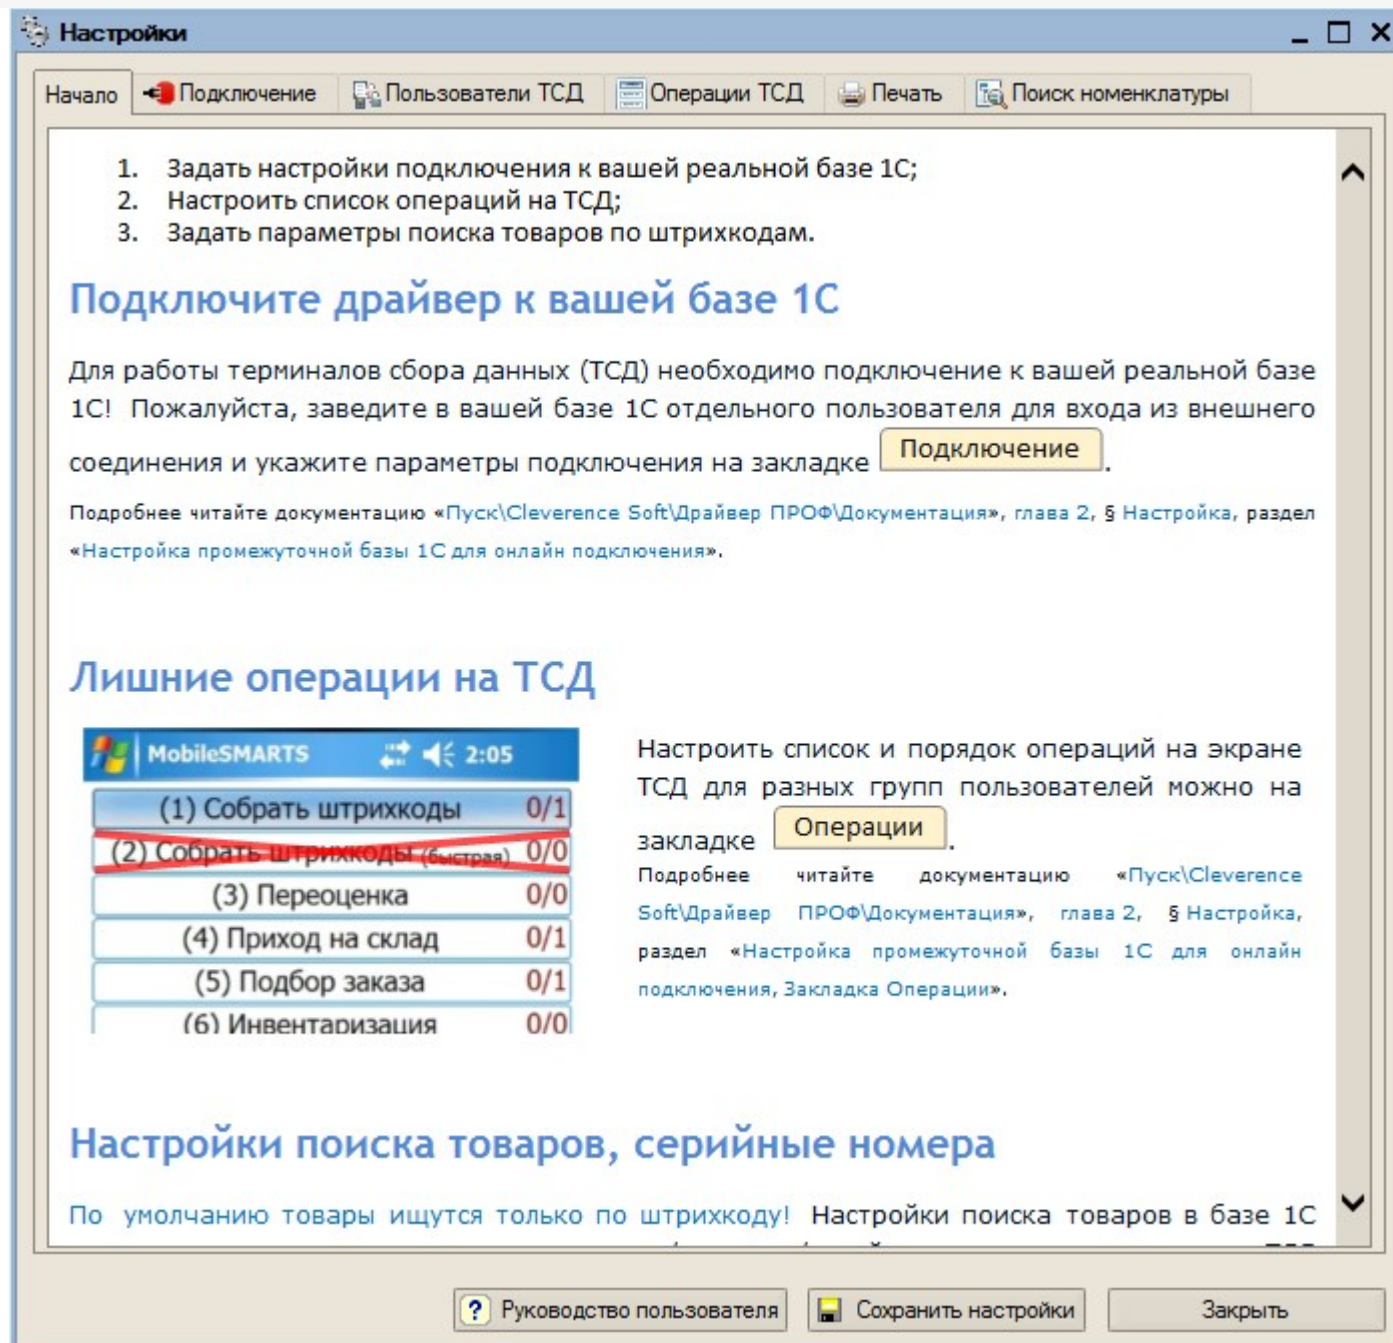 Настройки
Начало Подключение Пользователи ТСД Операции ТСД Печать Поиск номенклатуры
1. Задать настройки подключения к вашей реальной базе 1С;
2. Настроить список операций на ТСД;
3. Задать параметры поиска товаров по штрихкодам.
Подключите драйвер к вашей базе 1С
Для работы терминалов сбора данных (ТСД) необходимо подключение к вашей реальной базе
1С! Пожалуйста, заведите в вашей базе 1С отдельного пользователя для входа из внешнего
соединения и укажите параметры подключения на закладке Подключение.
Подробнее читайте документацию «Пуск\Cleverence Soft\Драйвер ПРОФ\Документация», глава 2, § Настройка, раздел
«Настройка промежуточной базы 1С для онлайн подключения».
Лишние операции на ТСД
MobileSMARTS 2:05
(1) Собрать штрихкоды 0/1
(2) Собрать штрихкоды (быстрая) 0/0
(3) Переоценка 0/0
(4) Приход на склад 0/1
(5) Подбор заказа 0/1
(6) Инвентаризация 0/0
Настроить список и порядок операций на экране
ТСД для разных групп пользователей можно на
закладке Операции.
Подробнее читайте документацию «Пуск\Cleverence
Soft\Драйвер ПРОФ\Документация», глава 2, § Настройка,
раздел «Настройка промежуточной базы 1С для онлайн
подключения, Закладка Операции».
Настройки поиска товаров, серийные номера
По умолчанию товары ищутся только по штрихкоду! Настройки поиска товаров в базе 1С
Руководство пользователя Сохранить настройки Закрыть